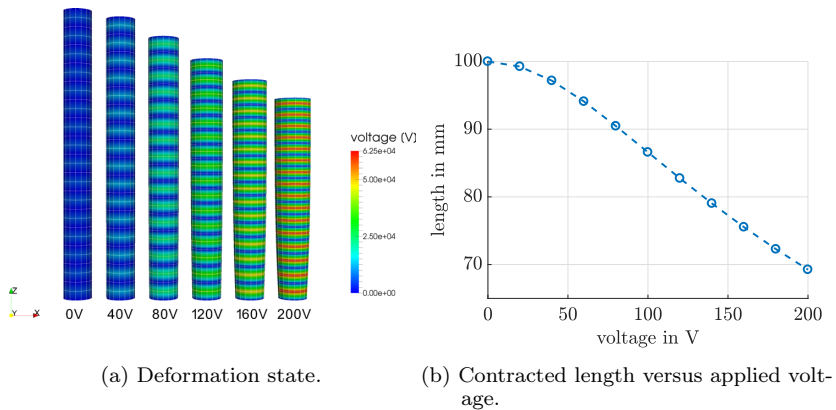 voltage (V)
6.25e+04
5.00e+04
2.50e+04
0.00e+00
Z
Y X
0V 40V 80V 120V 160V 200V
(a) Deformation state.
length in mm
100
90
80
70
0 50 100 150 200
voltage in V
(b) Contracted length versus applied volt-
age.